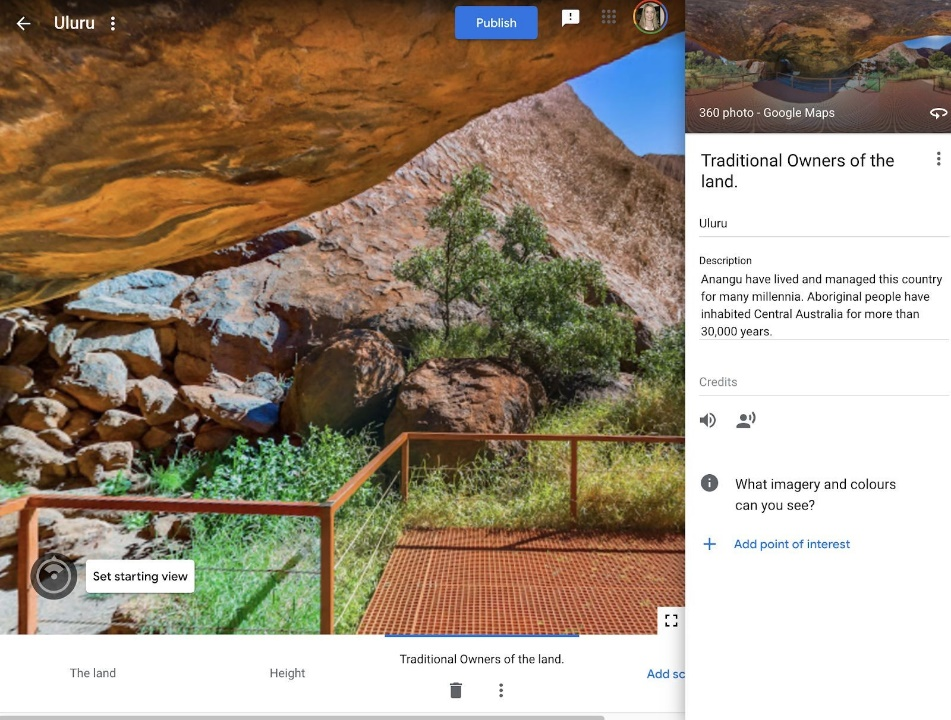 Uluru
Publish
360 photo - Google Maps
Traditional Owners of the
land.
Uluru
Description
Anangu have lived and managed this country
for many millennia. Aboriginal people have
inhabited Central Australia for more than
30,000 years.
Credits
What imagery and colours
can you see?
Add point of interest
Set starting view
The land
Height
Traditional Owners of the land.
Add sc